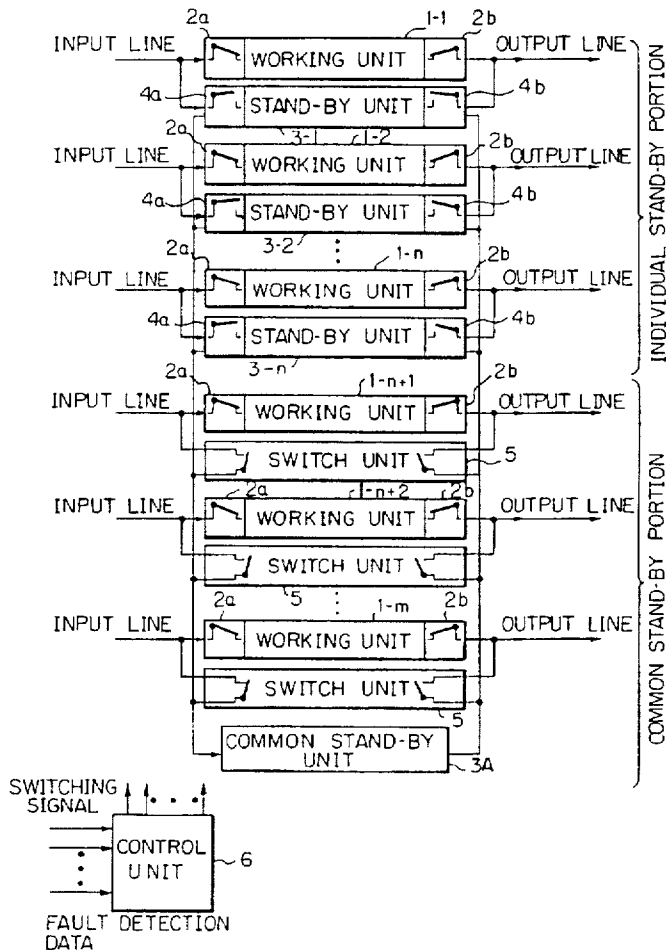 2a 1-1 2b
INPUT LINE WORKING UNIT OUTPUT LINE
4a STAND-BY UNIT 4b
3-1 1-2
2a 2b
INPUT LINE WORKING UNIT OUTPUT LINE
4a STAND-BY UNIT 4b
3-2
2a 1-n 2b
INPUT LINE WORKING UNIT OUTPUT LINE
4a STAND-BY UNIT 4b
3-n
INDIVIDUAL STAND-BY PORTION
2a 1-n+1 2b
INPUT LINE WORKING UNIT OUTPUT LINE
SWITCH UNIT 5
2a 1-n+2 2b
INPUT LINE WORKING UNIT OUTPUT LINE
SWITCH UNIT
5
2a 1-m 2b
INPUT LINE WORKING UNIT OUTPUT LINE
SWITCH UNIT
5
COMMON STAND-BY
UNIT
3A
COMMON STAND-BY PORTION
SWITCHING
SIGNAL
CONTROL
UNIT
6
FAULT DETECTION
DATA